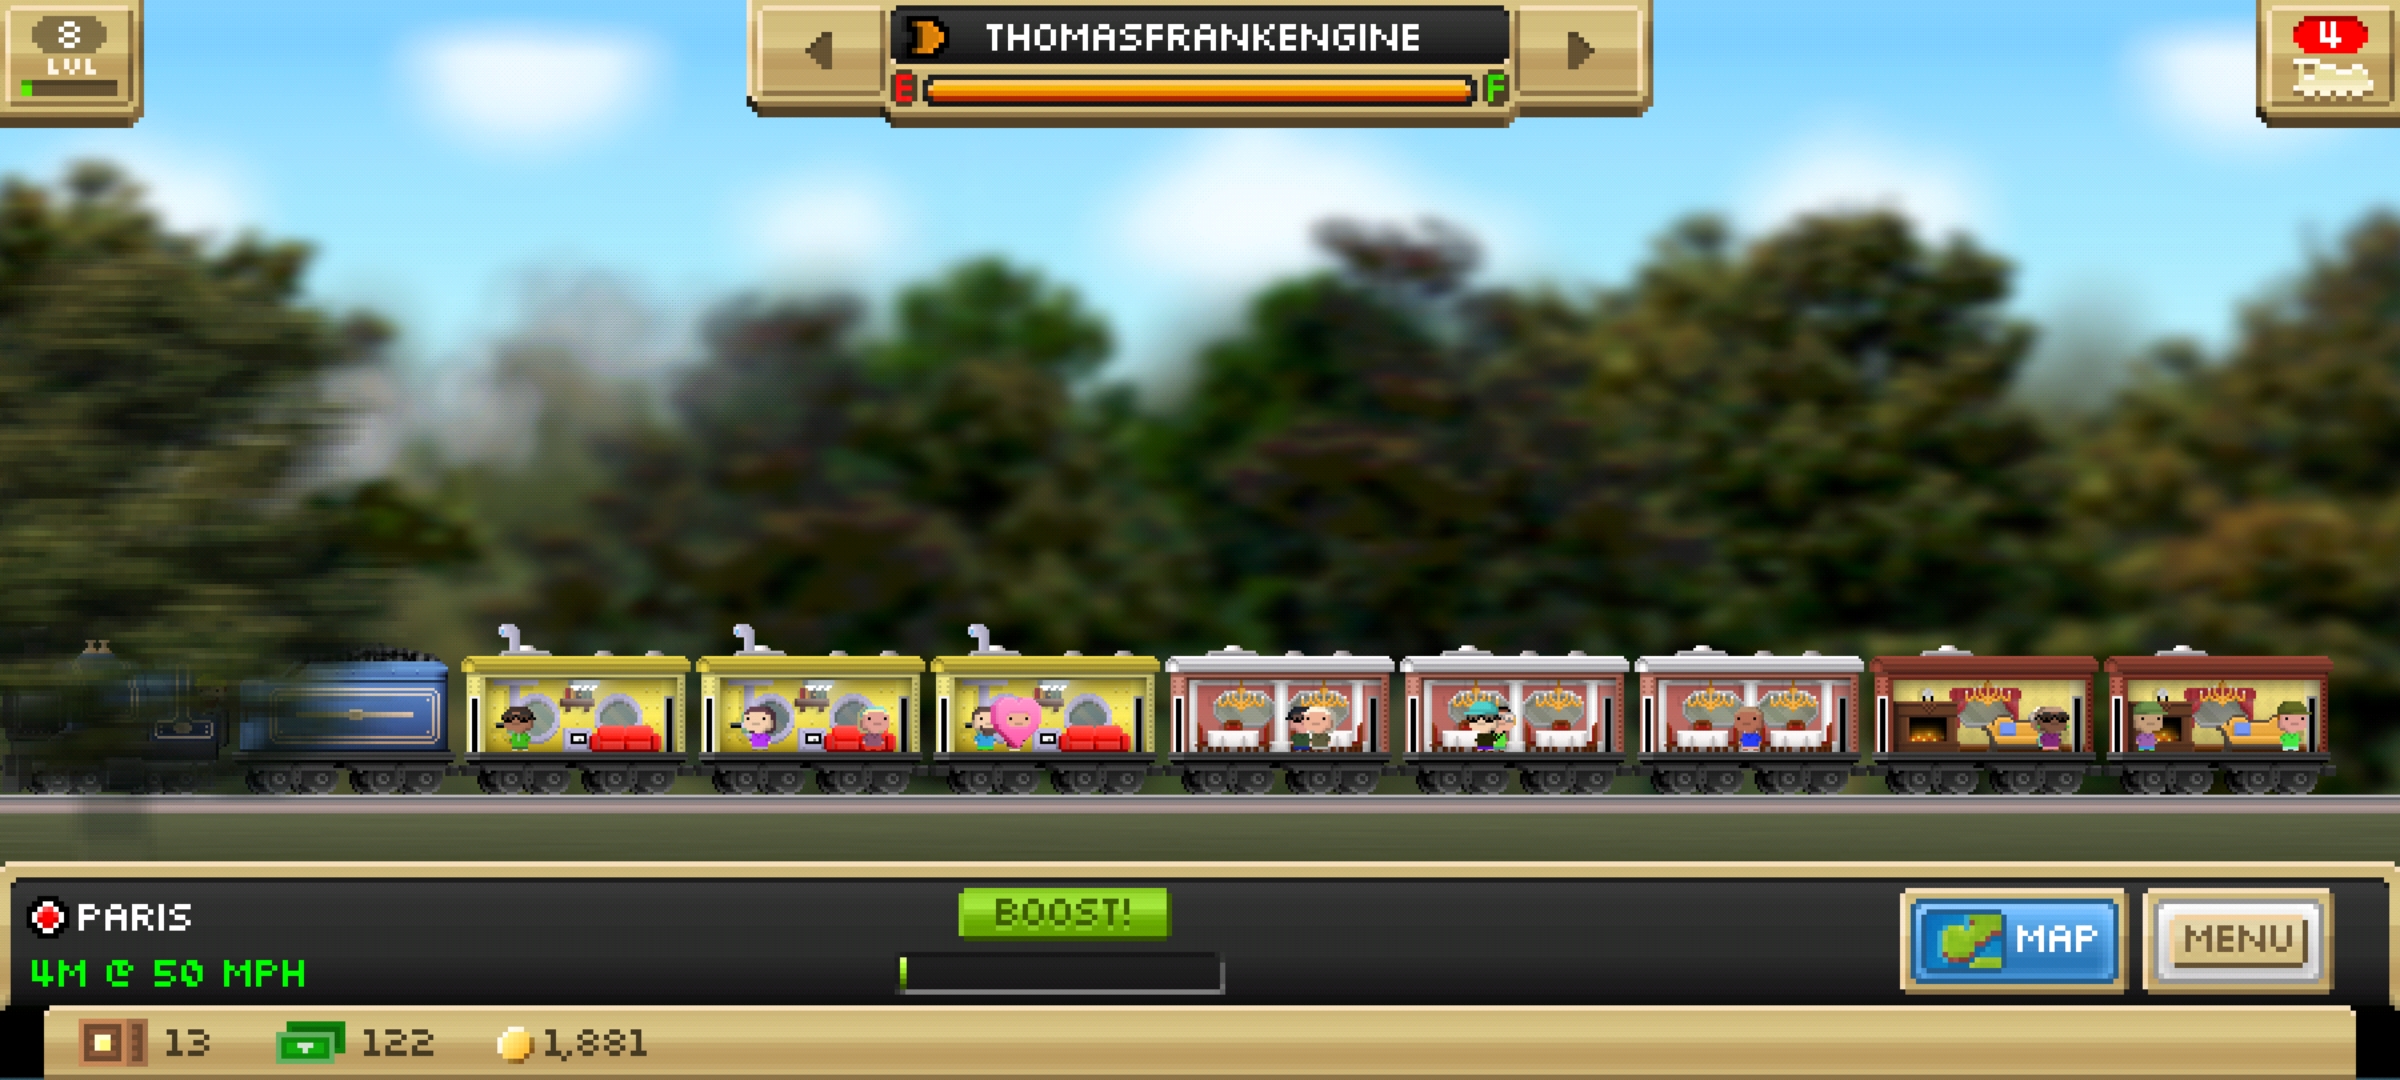 8
LVL
THOMASFRANKENGINE
E F
4
PARIS
BOOST!
4M @ 50 MPH
MAP
MENU
13 122 1,881